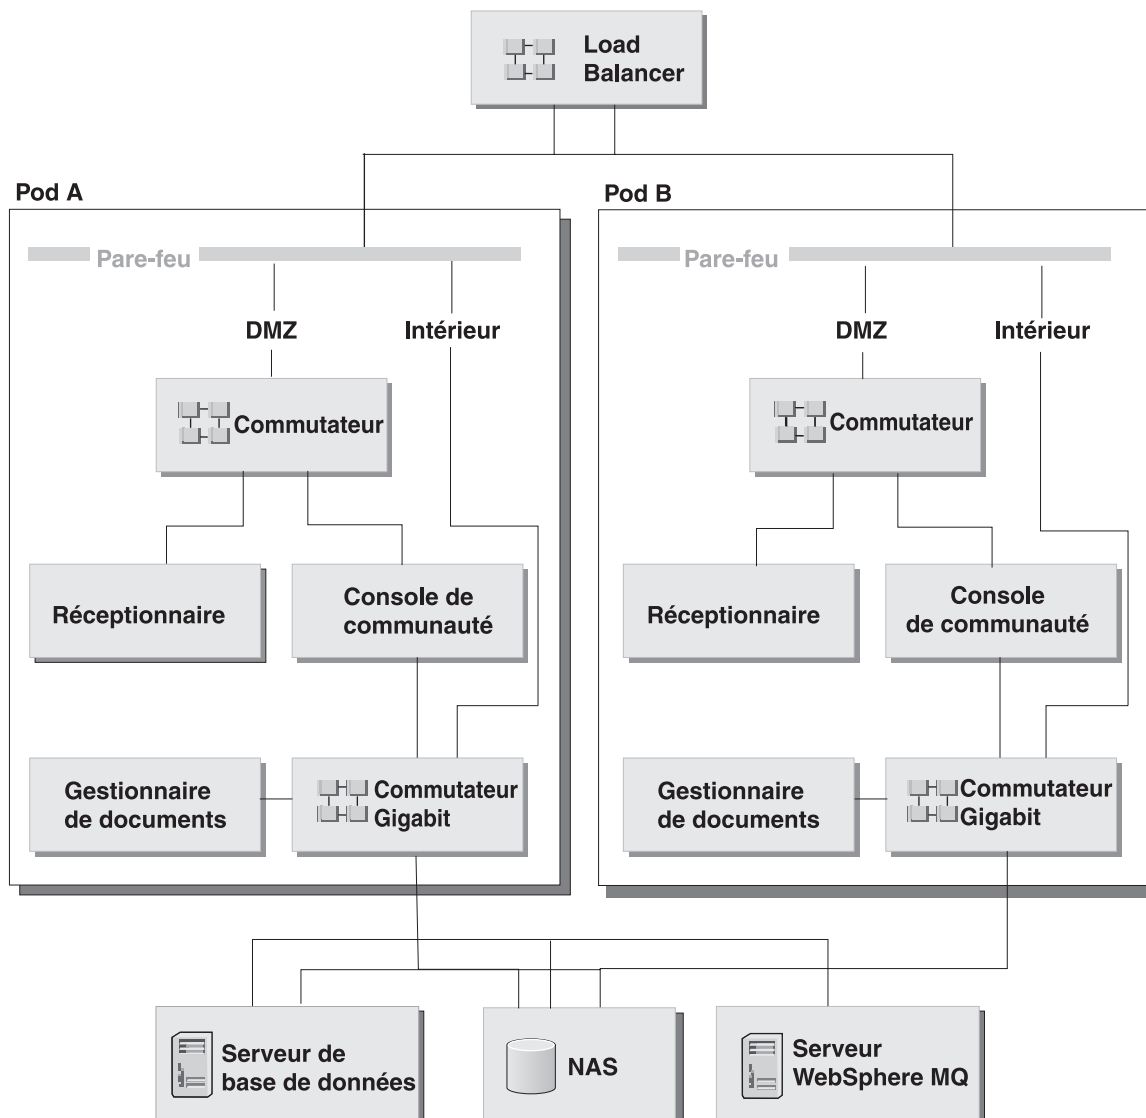 Load
Balancer
Pod A
Pod B
Pare-feu
Pare-feu
DMZ
Intérieur
DMZ
Intérieur
Commutateur
Commutateur
Réceptionnaire
Console de
communauté
Réceptionnaire
Console
de communauté
Gestionnaire
de documents
Commutateur
Gigabit
Gestionnaire
de documents
Commutateur
Gigabit
Serveur de
base de données
NAS
Serveur
WebSphere MQ